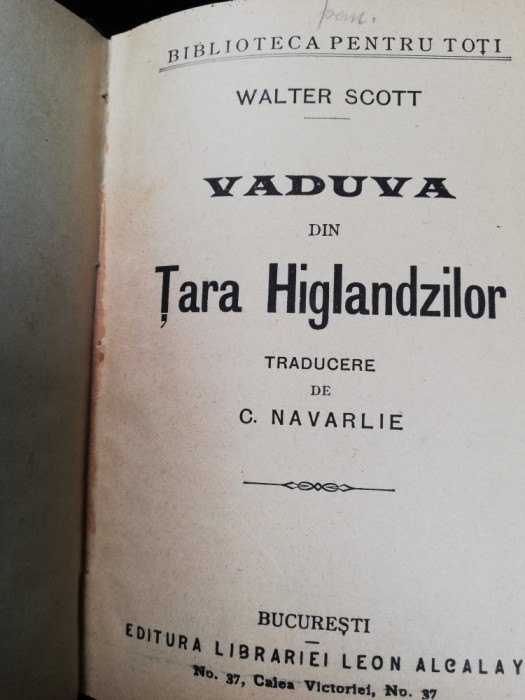 BIBLIOTECA PENTRU TOȚI
WALTER SCOTT
VADUVA
DIN
Țara Higlandzilor
TRADUCERE
DE
C. NAVARLIE
BUCUREȘTI
EDITURA LIBRARIEI LEON ALCALAY
No. 37, Calea Victoriei, No. 37